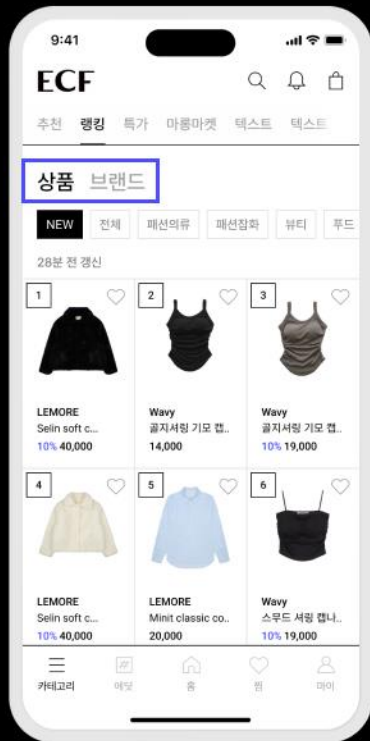 9:41
ECF
추천 랭킹 특가 마롱마켓 텍스트 텍스트
상품 브랜드
NEW 전체 패션의류 패션잡화 뷰티 푸드
28분 전 갱신
1 2 3
LEMORE Wavy Wavy
Selin soft c... 골지셔링 기모 캡.. 골지셔링 기모 캡..
10% 40,000 14,000 10% 19,000
4 5 6
LEMORE LEMORE Wavy
Selin soft c... Minit classic co.. 스무드 셔링 캡나..
10% 40,000 20,000 10% 19,000
카테고리 에딧 홈 찜 마이